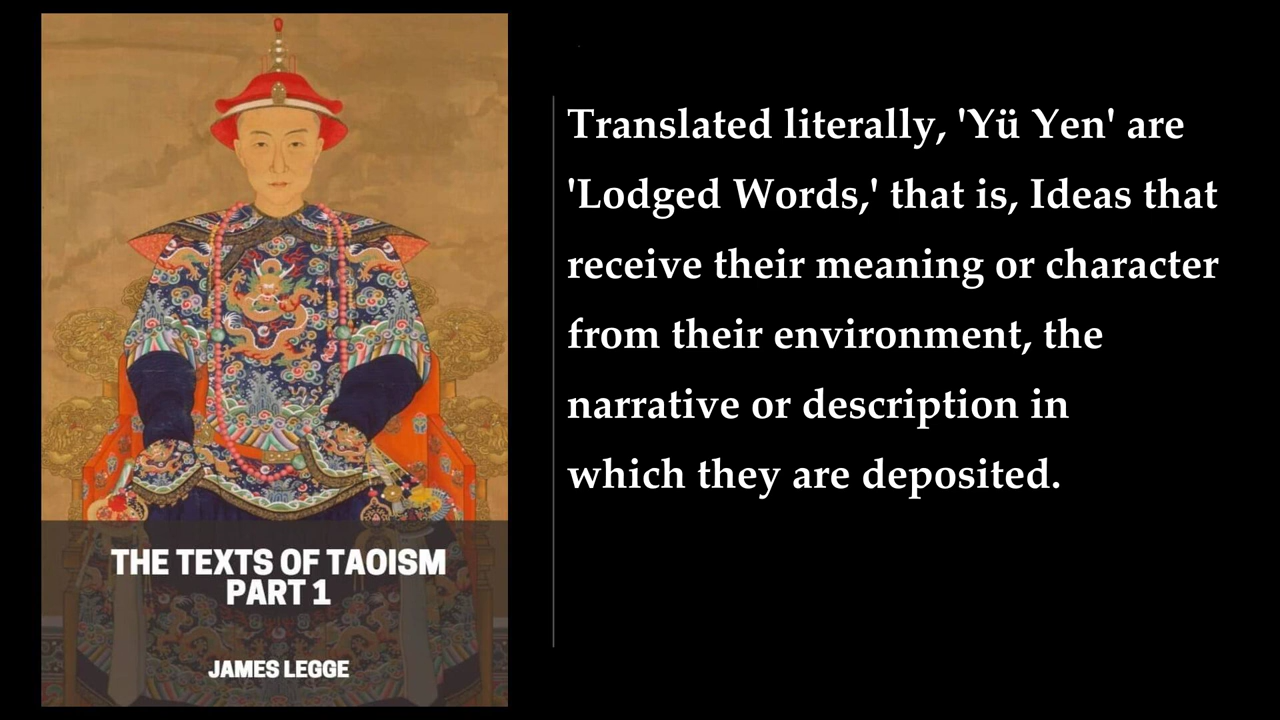 THE TEXTS OF TAOISM
PART 1
JAMES LEGGE
Translated literally, 'Yü Yen' are
'Lodged Words,' that is, Ideas that
receive their meaning or character
from their environment, the
narrative or description in
which they are deposited.